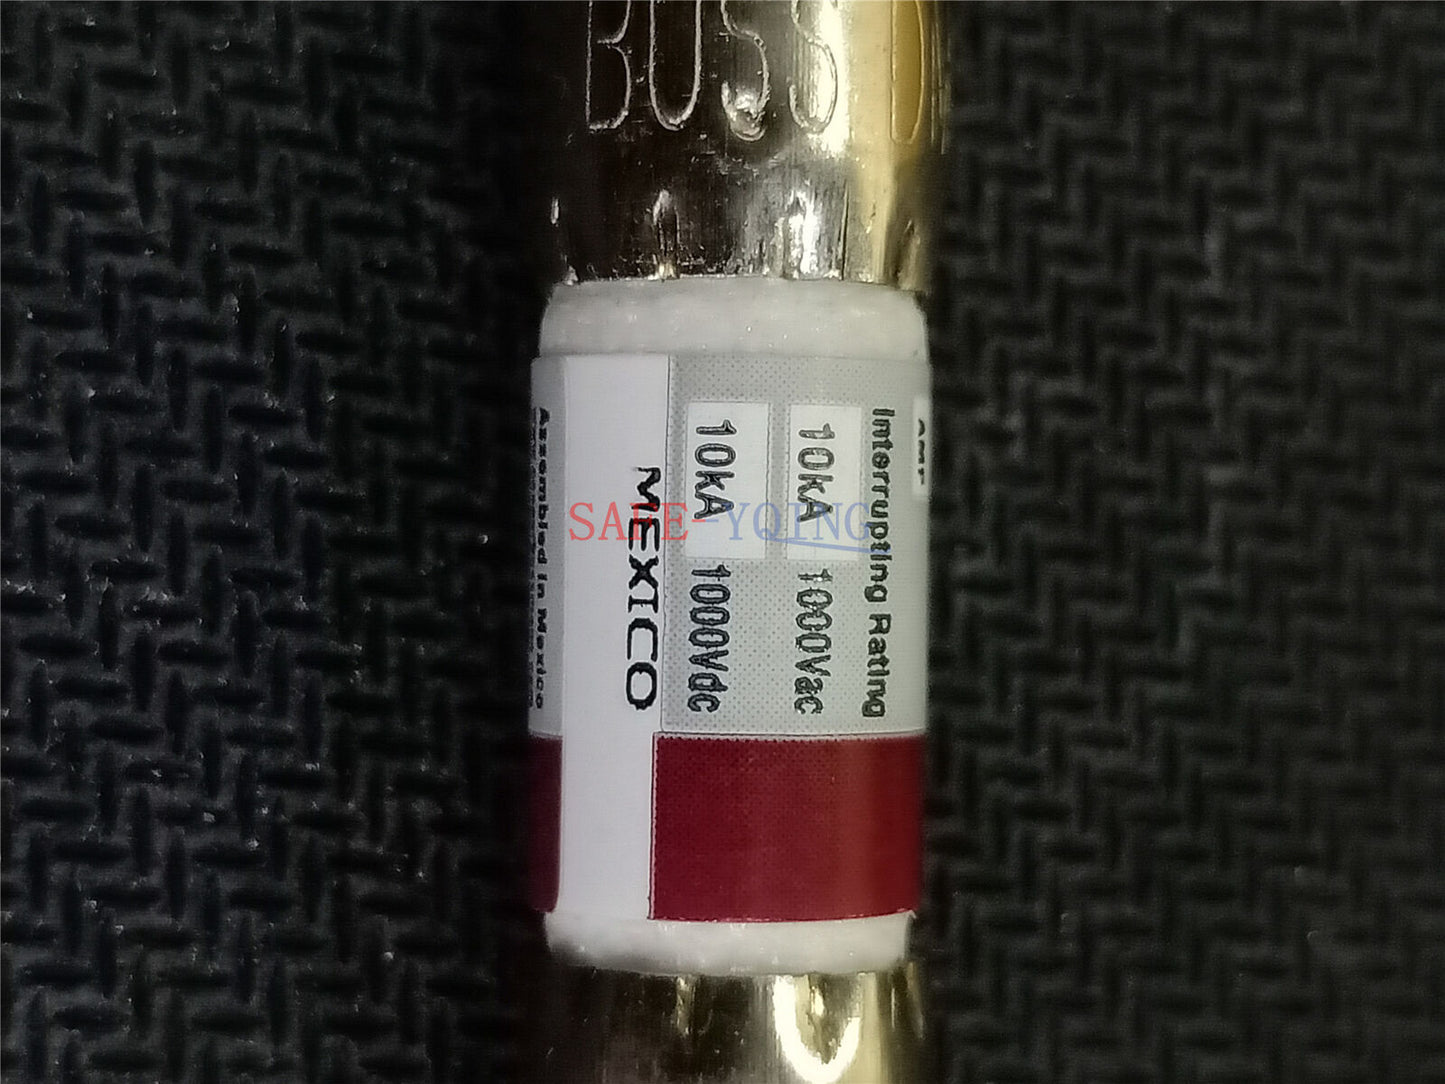 BUSS
AMP
Interrupting Rating
10kA 1000Vac
10kA 1000Vdc
MEXICO
Assembled in Mexico
SAFE-YQING